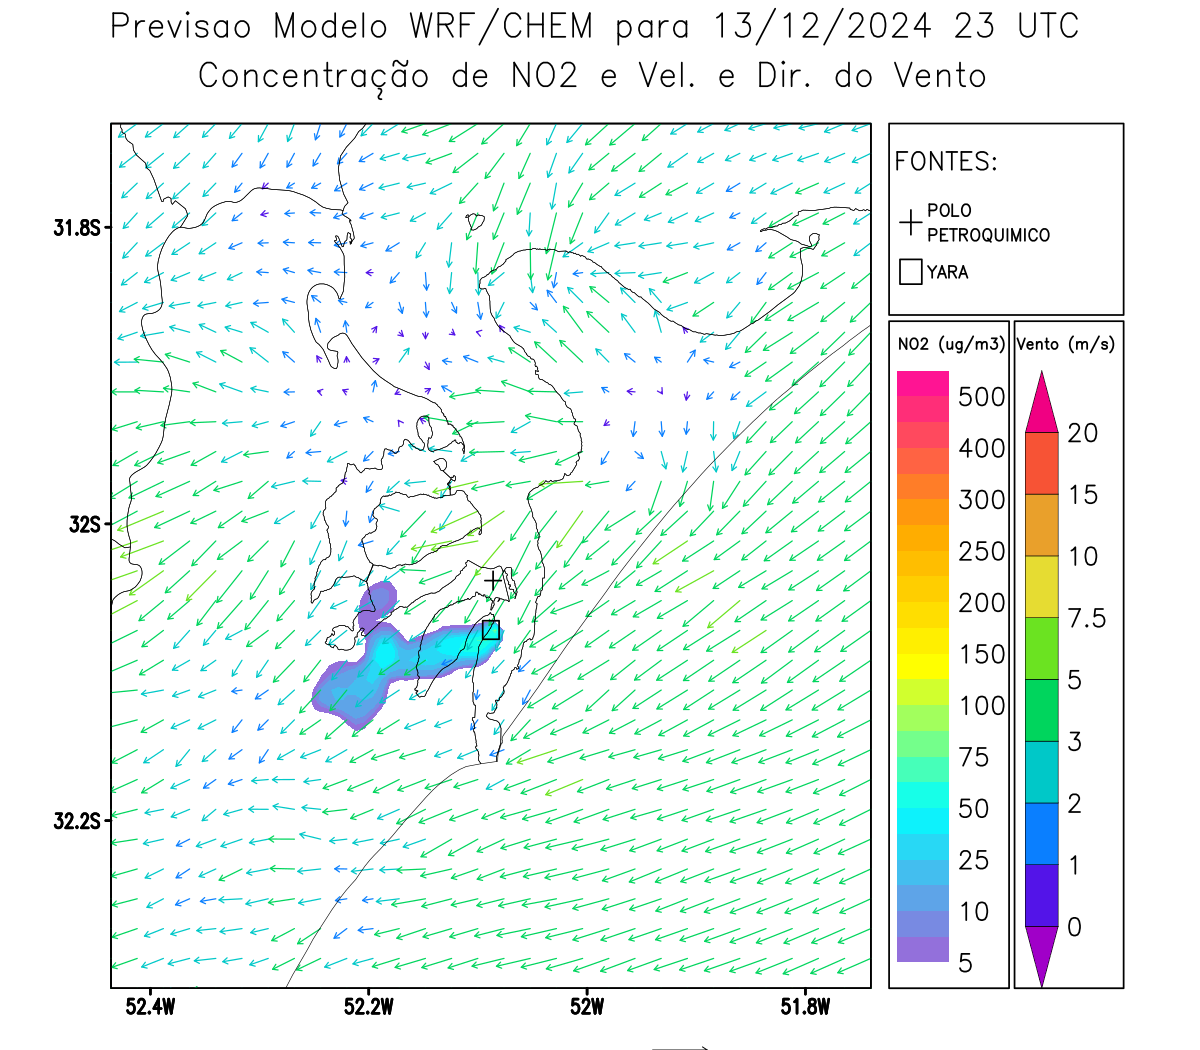 Previsao Modelo WRF/CHEM para 13/12/2024 23 UTC
Concentração de NO2 e Vel. e Dir. do Vento
FONTES:
POLO
PETROQUIMICO
YARA
NO2 (ug/m3)
500
400
300
250
200
150
100
75
50
25
10
5
Vento (m/s)
20
15
10
7.5
5
3
2
1
0
31.8S
32S
32.2S
52.4W 52.2W 52W 51.8W